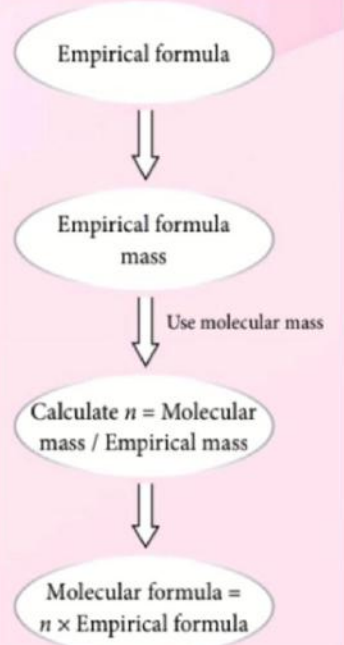 Empirical formula
Empirical formula
mass
Use molecular mass
Calculate n = Molecular
mass / Empirical mass
Molecular formula =
n × Empirical formula